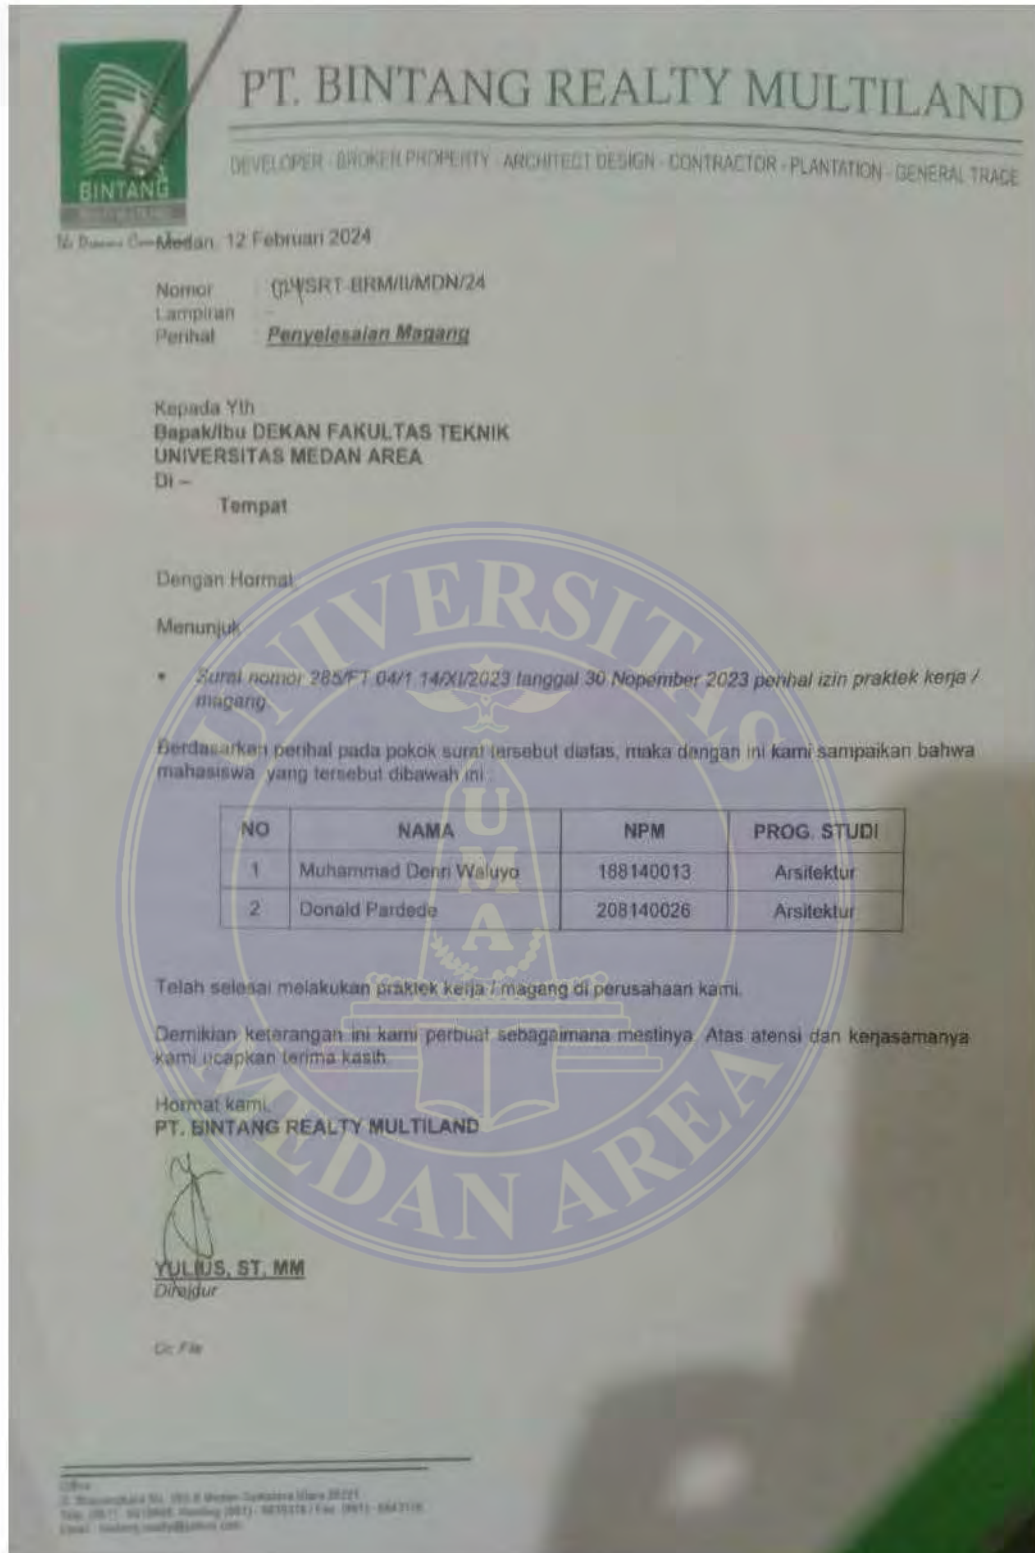 PT. BINTANG REALTY MULTILAND
DEVELOPER - BROKER PROPERTY - ARCHITECT DESIGN - CONTRACTOR - PLANTATION - GENERAL TRADE
BINTANG
Medan, 12 Februari 2024
Nomor : /SRT-BRM/II/MDN/24
Lampiran : -
Perihal : Penyelesaian Magang
Kepada Yth
Bapak/Ibu DEKAN FAKULTAS TEKNIK
UNIVERSITAS MEDAN AREA
Di –
Tempat
Dengan Hormat,
Menunjuk
• Surat nomor 285/FT 04/1 14/XI/2023 tanggal 30 Nopember 2023 perihal izin praktek kerja /
magang.
Berdasarkan perihal pada pokok surat tersebut diatas, maka dengan ini kami sampaikan bahwa
mahasiswa yang tersebut dibawah ini :
NO NAMA NPM PROG. STUDI
1 Muhammad Denri Waluyo 188140013 Arsitektur
2 Donald Pardede 208140026 Arsitektur
Telah selesai melakukan praktek kerja / magang di perusahaan kami.
Demikian keterangan ini kami perbuat sebagaimana mestinya. Atas atensi dan kerjasamanya
kami ucapkan terima kasih.
Hormat kami,
PT. BINTANG REALTY MULTILAND
YULIUS, ST, MM
Direktur
Cc File
UNIVERSITAS
MEDAN AREA
UMA